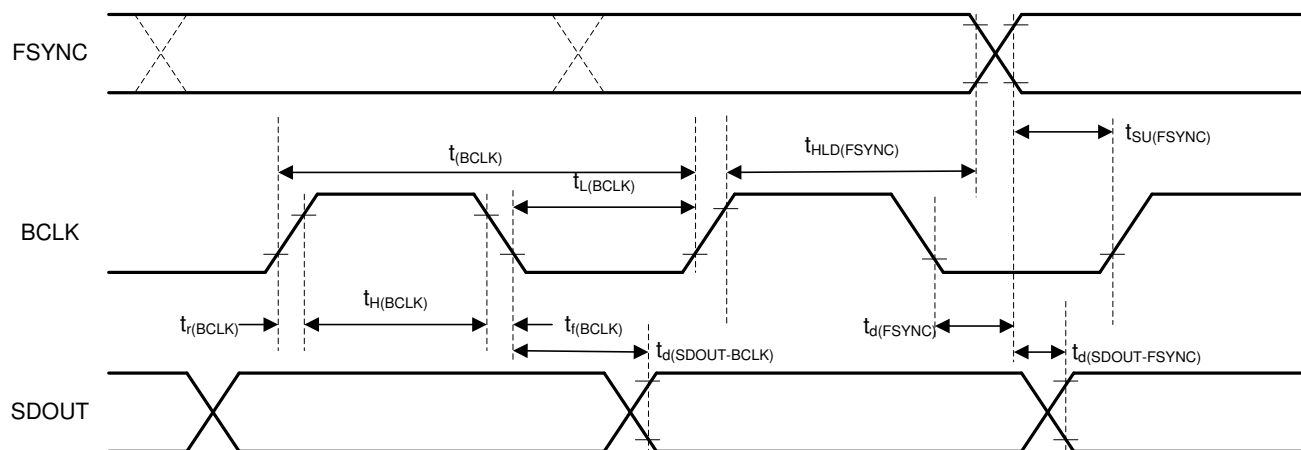 FSYNC
t(BCLK)
tHLD(FSYNC)
tSU(FSYNC)
tL(BCLK)
BCLK
tH(BCLK)
tr(BCLK)
tf(BCLK)
td(FSYNC)
td(SDOUT-BCLK)
td(SDOUT-FSYNC)
SDOUT